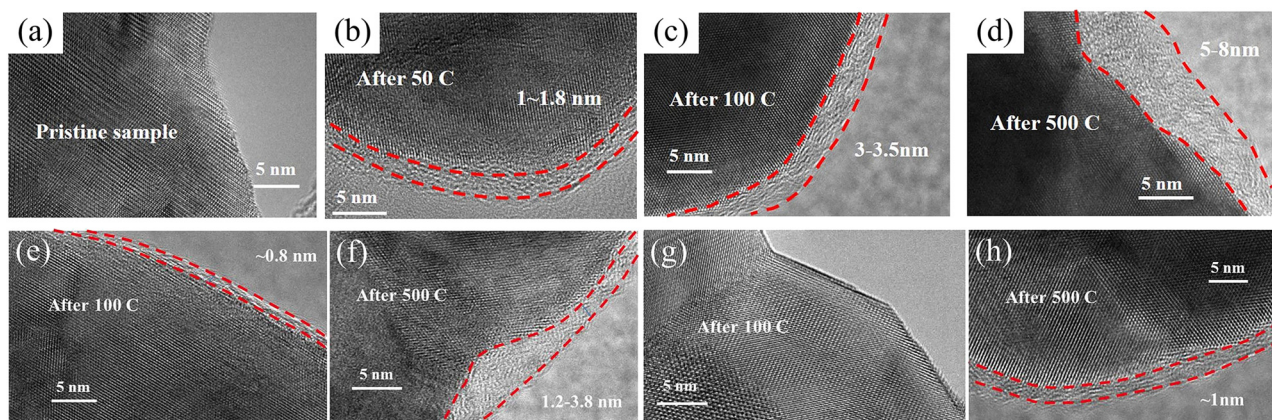 (a)
Pristine sample
5 nm
(b)
After 50 C
1~1.8 nm
5 nm
(c)
After 100 C
5 nm
3-3.5nm
(d)
5-8nm
After 500 C
5 nm
(e)
~0.8 nm
After 100 C
5 nm
(f)
After 500 C
5 nm
1.2-3.8 nm
(g)
After 100 C
5 nm
(h)
5 nm
After 500 C
~1nm